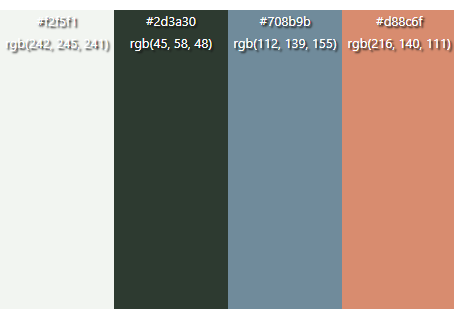 #f2f5f1
rgb(242, 245, 241)
#2d3a30
rgb(45, 58, 48)
#708b9b
rgb(112, 139, 155)
#d88c6f
rgb(216, 140, 111)